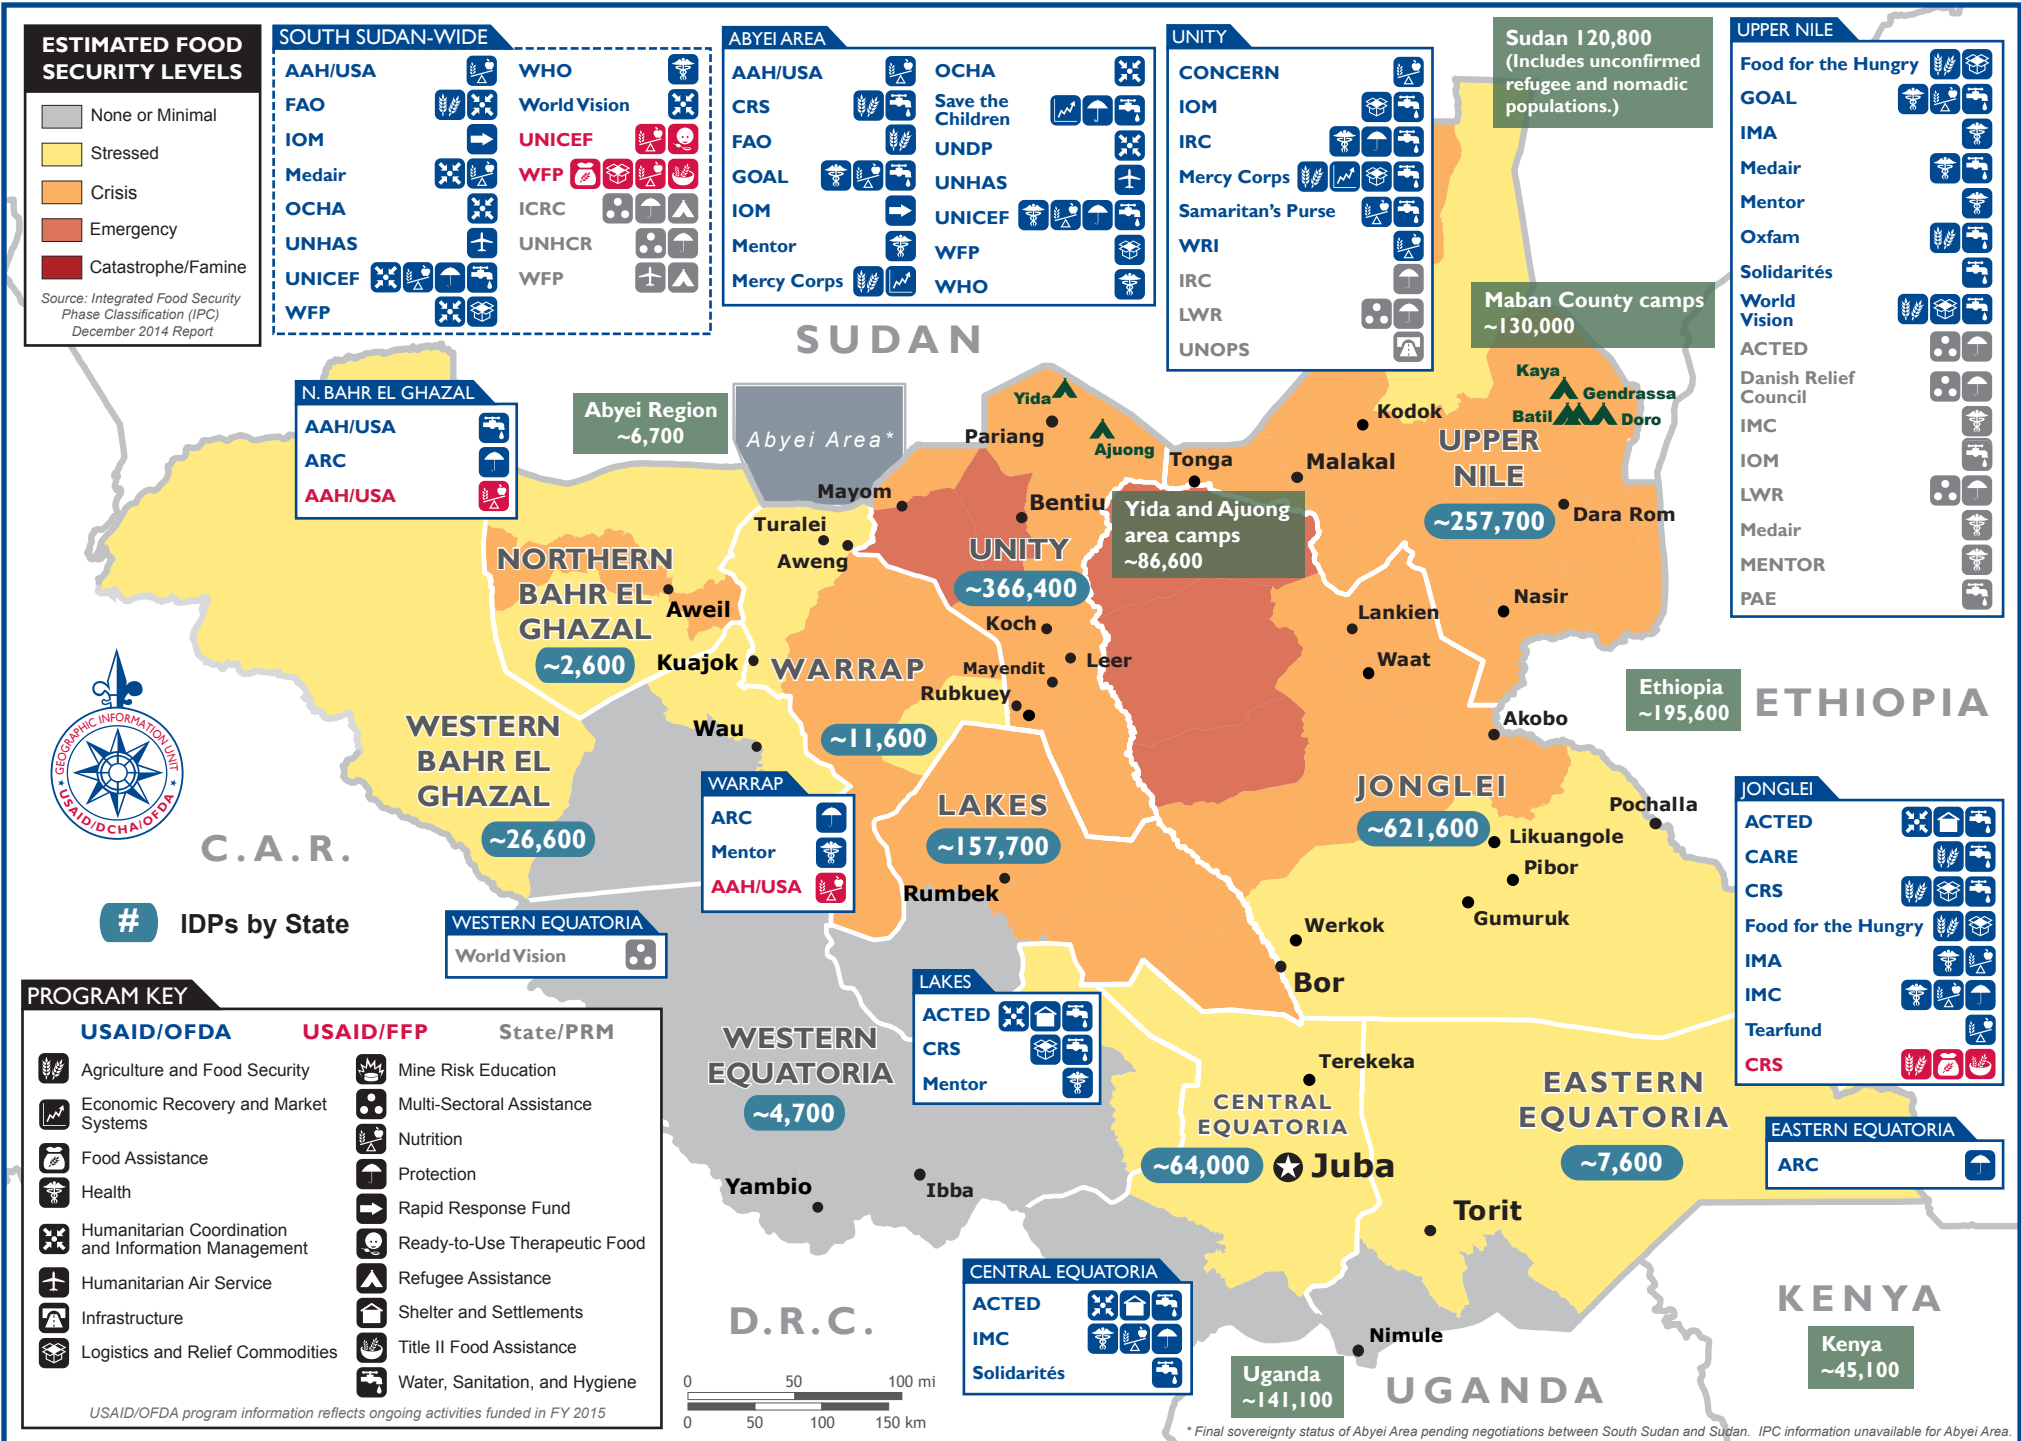 ESTIMATED FOOD
SECURITY LEVELS
None or Minimal
Stressed
Crisis
Emergency
Catastrophe/Famine
Source: Integrated Food Security
Phase Classification (IPC)
December 2014 Report
SOUTH SUDAN-WIDE
AAH/USA
FAO
IOM
Medair
OCHA
UNHAS
UNICEF
WFP
WHO
World Vision
UNICEF
WFP
ICRC
UNHCR
WFP
ABYEI AREA
AAH/USA
CRS
FAO
GOAL
IOM
Mentor
Mercy Corps
OCHA
Save the
Children
UNDP
UNHAS
UNICEF
WFP
WHO
UNITY
CONCERN
IOM
IRC
Mercy Corps
Samaritan's Purse
WRI
IRC
LWR
UNOPS
Sudan 120,800
(Includes unconfirmed
refugee and nomadic
populations.)
UPPER NILE
Food for the Hungry
GOAL
IMA
Medair
Mentor
Oxfam
Solidarités
World
Vision
ACTED
Danish Relief
Council
IMC
IOM
LWR
Medair
MENTOR
PAE
SUDAN
Maban County camps
~130,000
N. BAHR EL GHAZAL
AAH/USA
ARC
AAH/USA
Abyei Region
~6,700
Abyei Area*
Yida
Pariang
Ajuong
Kaya
Gendrassa
Batil
Doro
Kodok
UPPER
NILE
~257,700
Tonga
Malakal
Dara Rom
Mayom
Bentiu
Yida and Ajuong
area camps
~86,600
Turalei
Aweng
UNITY
~366,400
NORTHERN
BAHR EL
GHAZAL
~2,600
Aweil
Kuajok
Koch
Leer
Mayendit
Rubkuey
Lankien
Nasir
Waat
WARRAP
~11,600
Ethiopia
~195,600
ETHIOPIA
Akobo
GEOGRAPHIC INFORMATION UNIT
USAID/DCHA/OFDA
WESTERN
BAHR EL
GHAZAL
~26,600
Wau
WARRAP
ARC
Mentor
AAH/USA
LAKES
~157,700
Rumbek
JONGLEI
~621,600
Pochalla
Likuangole
Pibor
Gumuruk
Werkok
Bor
JONGLEI
ACTED
CARE
CRS
Food for the Hungry
IMA
IMC
Tearfund
CRS
C.A.R.
# IDPs by State
WESTERN EQUATORIA
World Vision
LAKES
ACTED
CRS
Mentor
PROGRAM KEY
USAID/OFDA USAID/FFP State/PRM
Agriculture and Food Security
Economic Recovery and Market
Systems
Food Assistance
Health
Humanitarian Coordination
and Information Management
Humanitarian Air Service
Infrastructure
Logistics and Relief Commodities
Mine Risk Education
Multi-Sectoral Assistance
Nutrition
Protection
Rapid Response Fund
Ready-to-Use Therapeutic Food
Refugee Assistance
Shelter and Settlements
Title II Food Assistance
Water, Sanitation, and Hygiene
USAID/OFDA program information reflects ongoing activities funded in FY 2015
WESTERN
EQUATORIA
~4,700
Yambio
Ibba
Terekeka
CENTRAL
EQUATORIA
~64,000
Juba
EASTERN
EQUATORIA
~7,600
Torit
EASTERN EQUATORIA
ARC
CENTRAL EQUATORIA
ACTED
IMC
Solidarités
D.R.C.
0 50 100 mi
0 50 100 150 km
Nimule
Uganda
~141,100
UGANDA
KENYA
Kenya
~45,100
* Final sovereignty status of Abyei Area pending negotiations between South Sudan and Sudan. IPC information unavailable for Abyei Area.